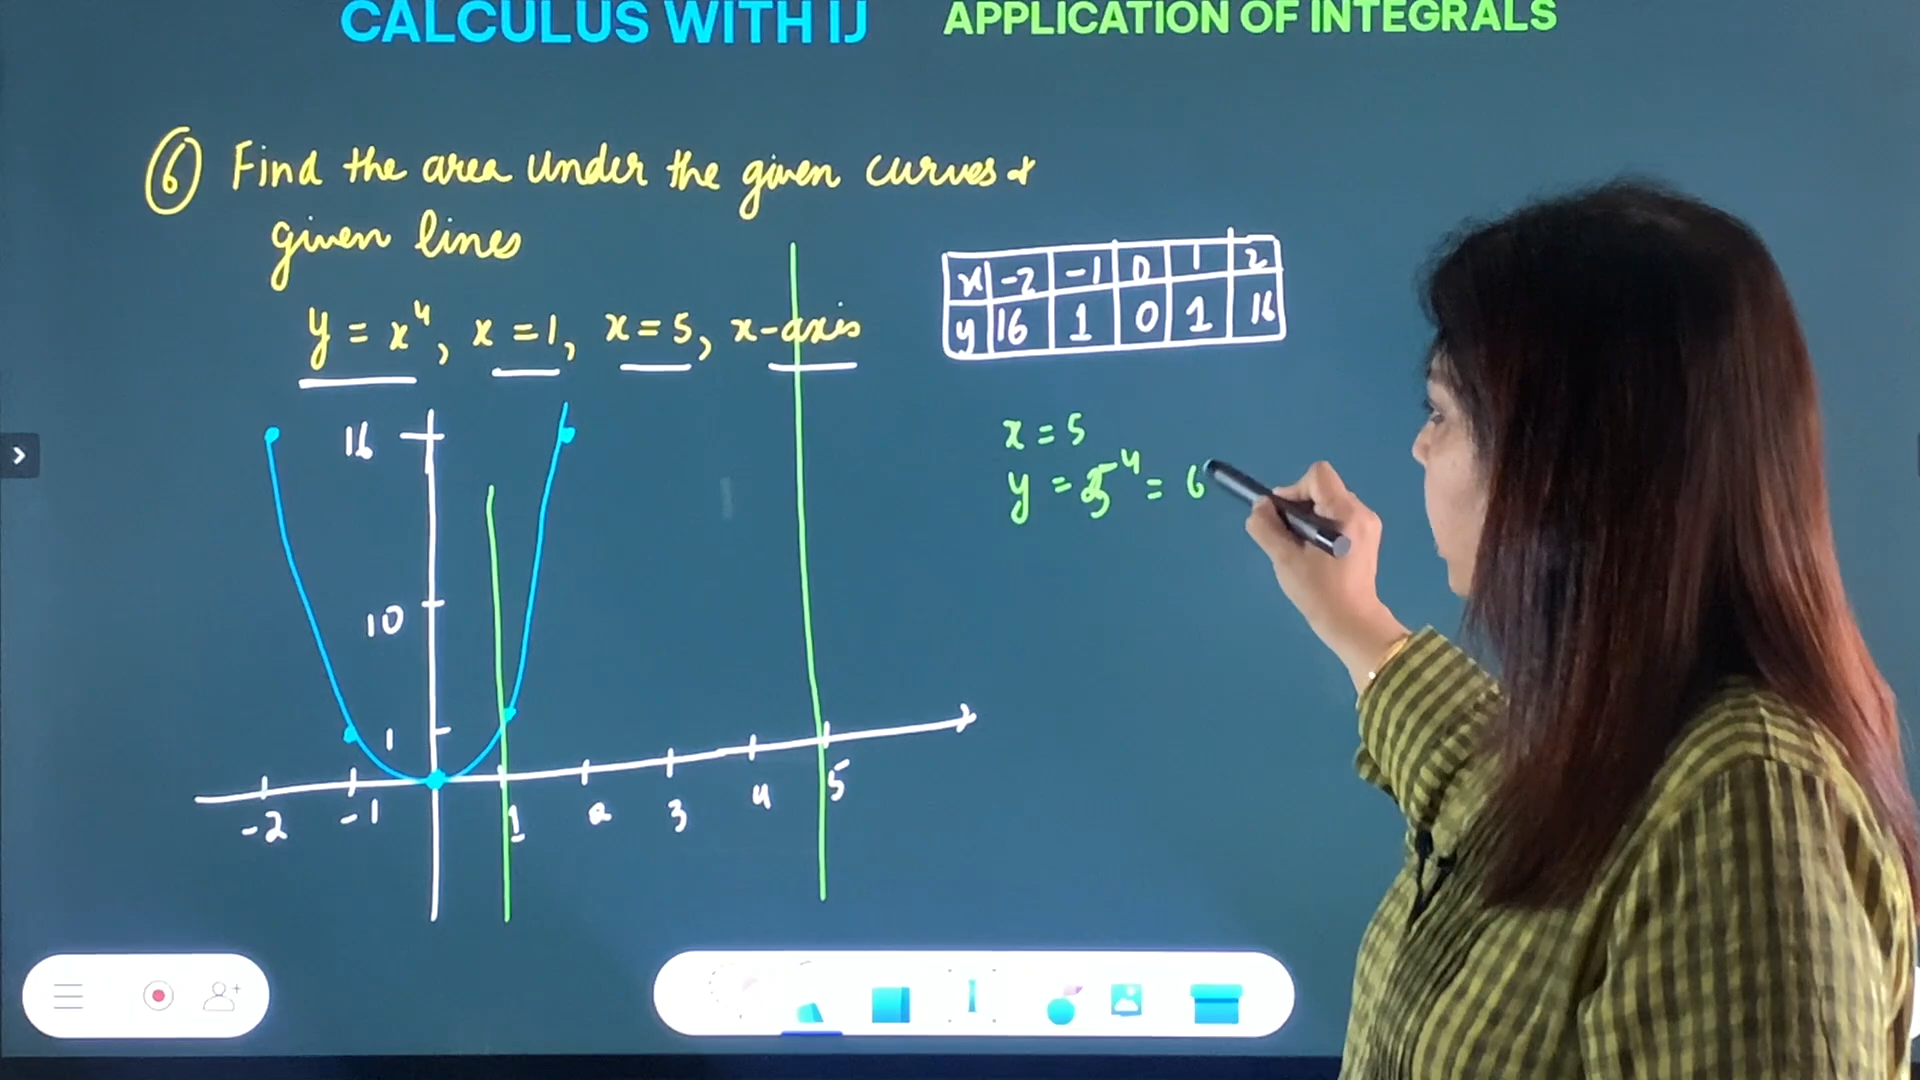 CALCULUS WITH IJ APPLICATION OF INTEGRALS
⑥ Find the area under the given curves &
given lines
y = x⁴, x = 1, x = 5, x-axis
x -2 -1 0 1 2
y 16 1 0 1 16
x = 5
y = 5⁴ = 6
16
10
1
-2 -1 1 2 3 4 5